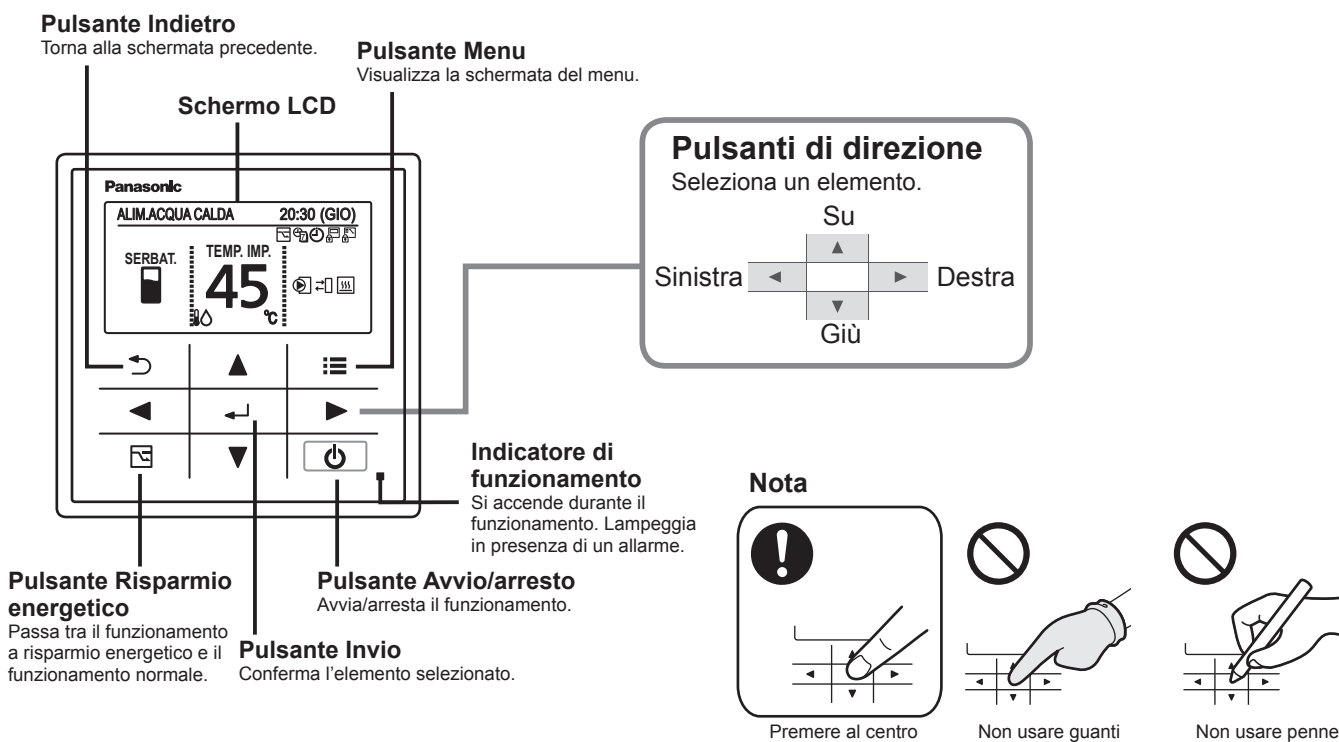 Pulsante Indietro
Torna alla schermata precedente.
Pulsante Menu
Visualizza la schermata del menu.
Schermo LCD
Panasonic
ALIM.ACQUA CALDA 20:30 (GIO)
SERBAT.
TEMP. IMP.
45
°C
Pulsanti di direzione
Seleziona un elemento.
Su
Sinistra
Destra
Giù
Indicatore di
funzionamento
Si accende durante il
funzionamento. Lampeggia
in presenza di un allarme.
Pulsante Risparmio
energetico
Passa tra il funzionamento
a risparmio energetico e il
funzionamento normale.
Pulsante Avvio/arresto
Avvia/arresta il funzionamento.
Pulsante Invio
Conferma l'elemento selezionato.
Nota
Premere al centro
Non usare guanti
Non usare penne